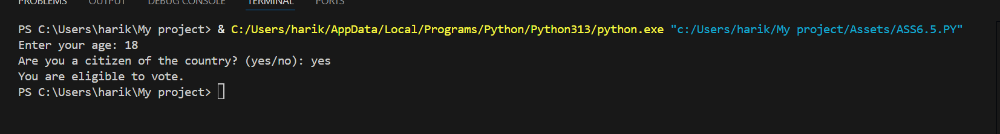 PROBLEMS OUTPUT DEBUG CONSOLE TERMINAL PORTS
PS C:\Users\harik\My project> & C:/Users/harik/AppData/Local/Programs/Python/Python313/python.exe "c:/Users/harik/My project/Assets/ASS6.5.PY"
Enter your age: 18
Are you a citizen of the country? (yes/no): yes
You are eligible to vote.
PS C:\Users\harik\My project>